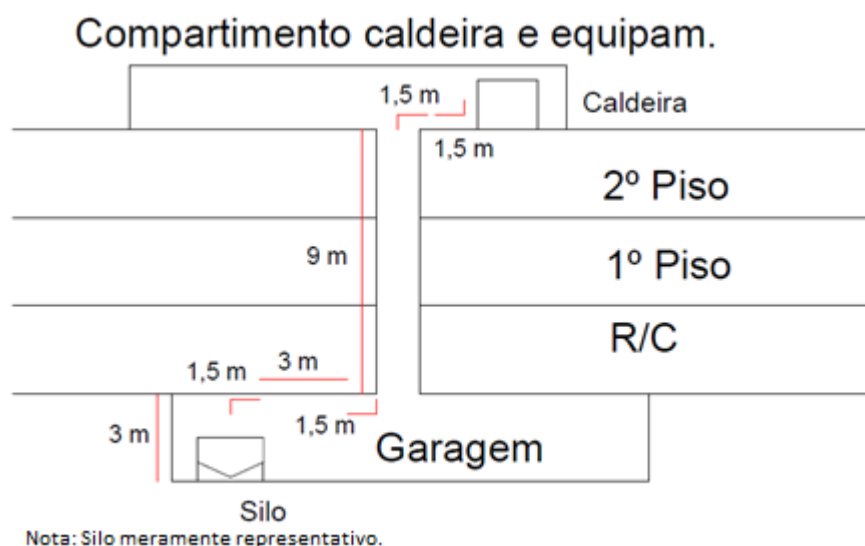 Compartimento caldeira e equipam.
1,5 m
Caldeira
1,5 m
2º Piso
9 m
1º Piso
R/C
1,5 m
3 m
1,5 m
3 m
Garagem
Silo
Nota: Silo meramente representativo.